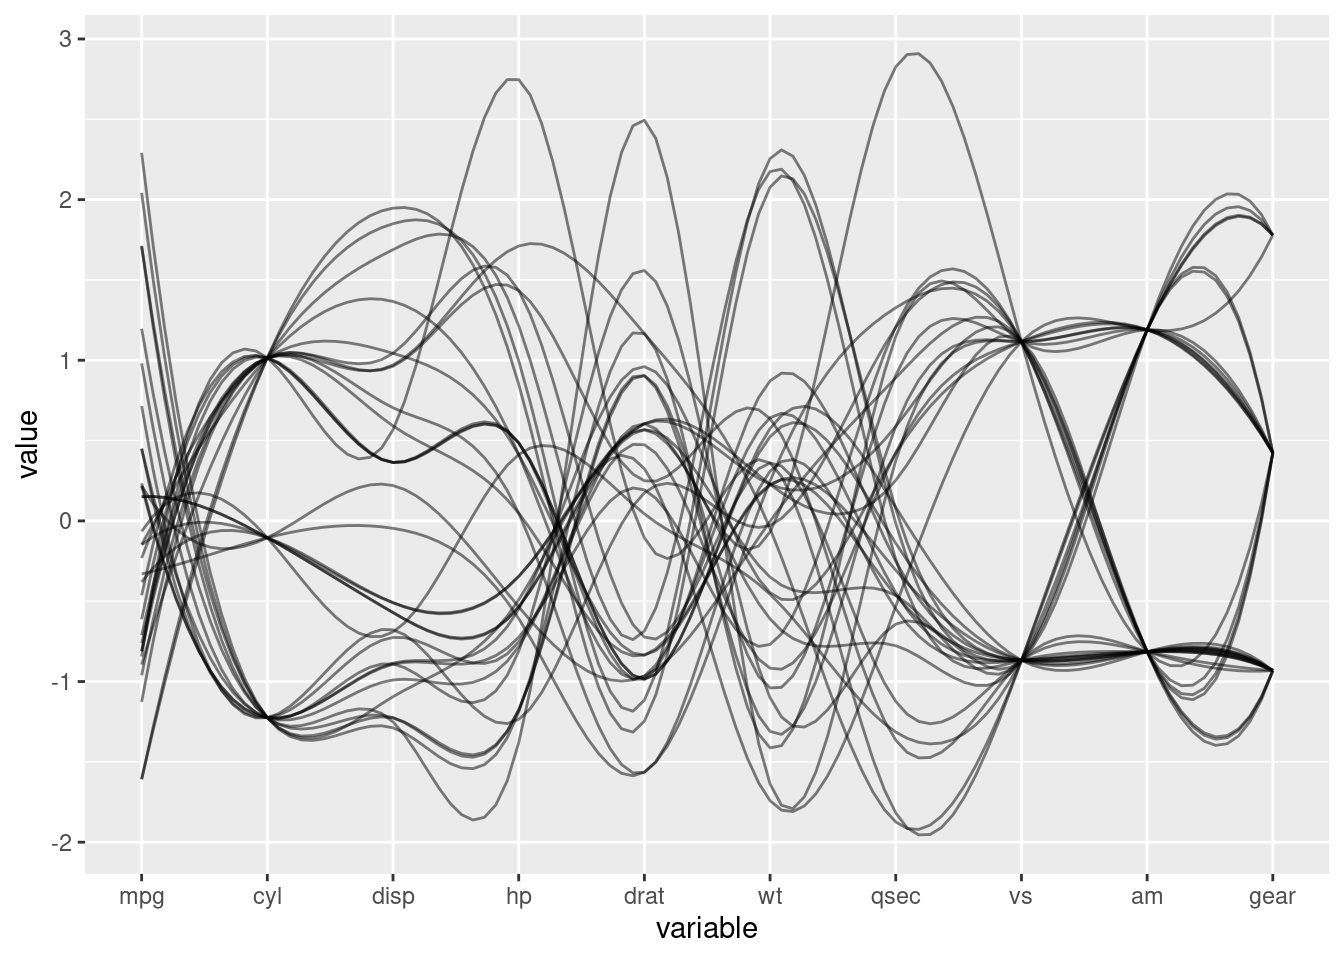 3
2
1
0
-1
-2
value
mpg cyl disp hp drat wt qsec vs am gear
variable